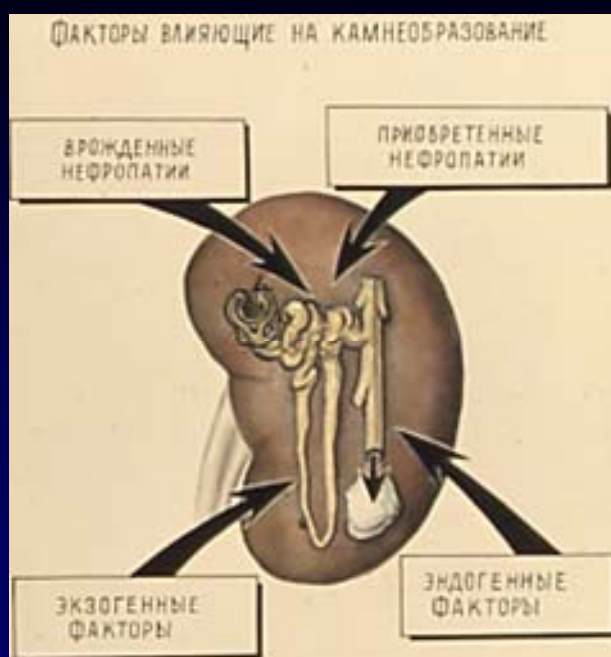 ФАКТОРЫ ВЛИЯЮЩИЕ НА КАМНЕОБРАЗОВАНИЕ
ВРОЖДЕННЫЕ
НЕФРОПАТИИ
ПРИОБРЕТЕННЫЕ
НЕФРОПАТИИ
ЭКЗОГЕННЫЕ
ФАКТОРЫ
ЭНДОГЕННЫЕ
ФАКТОРЫ